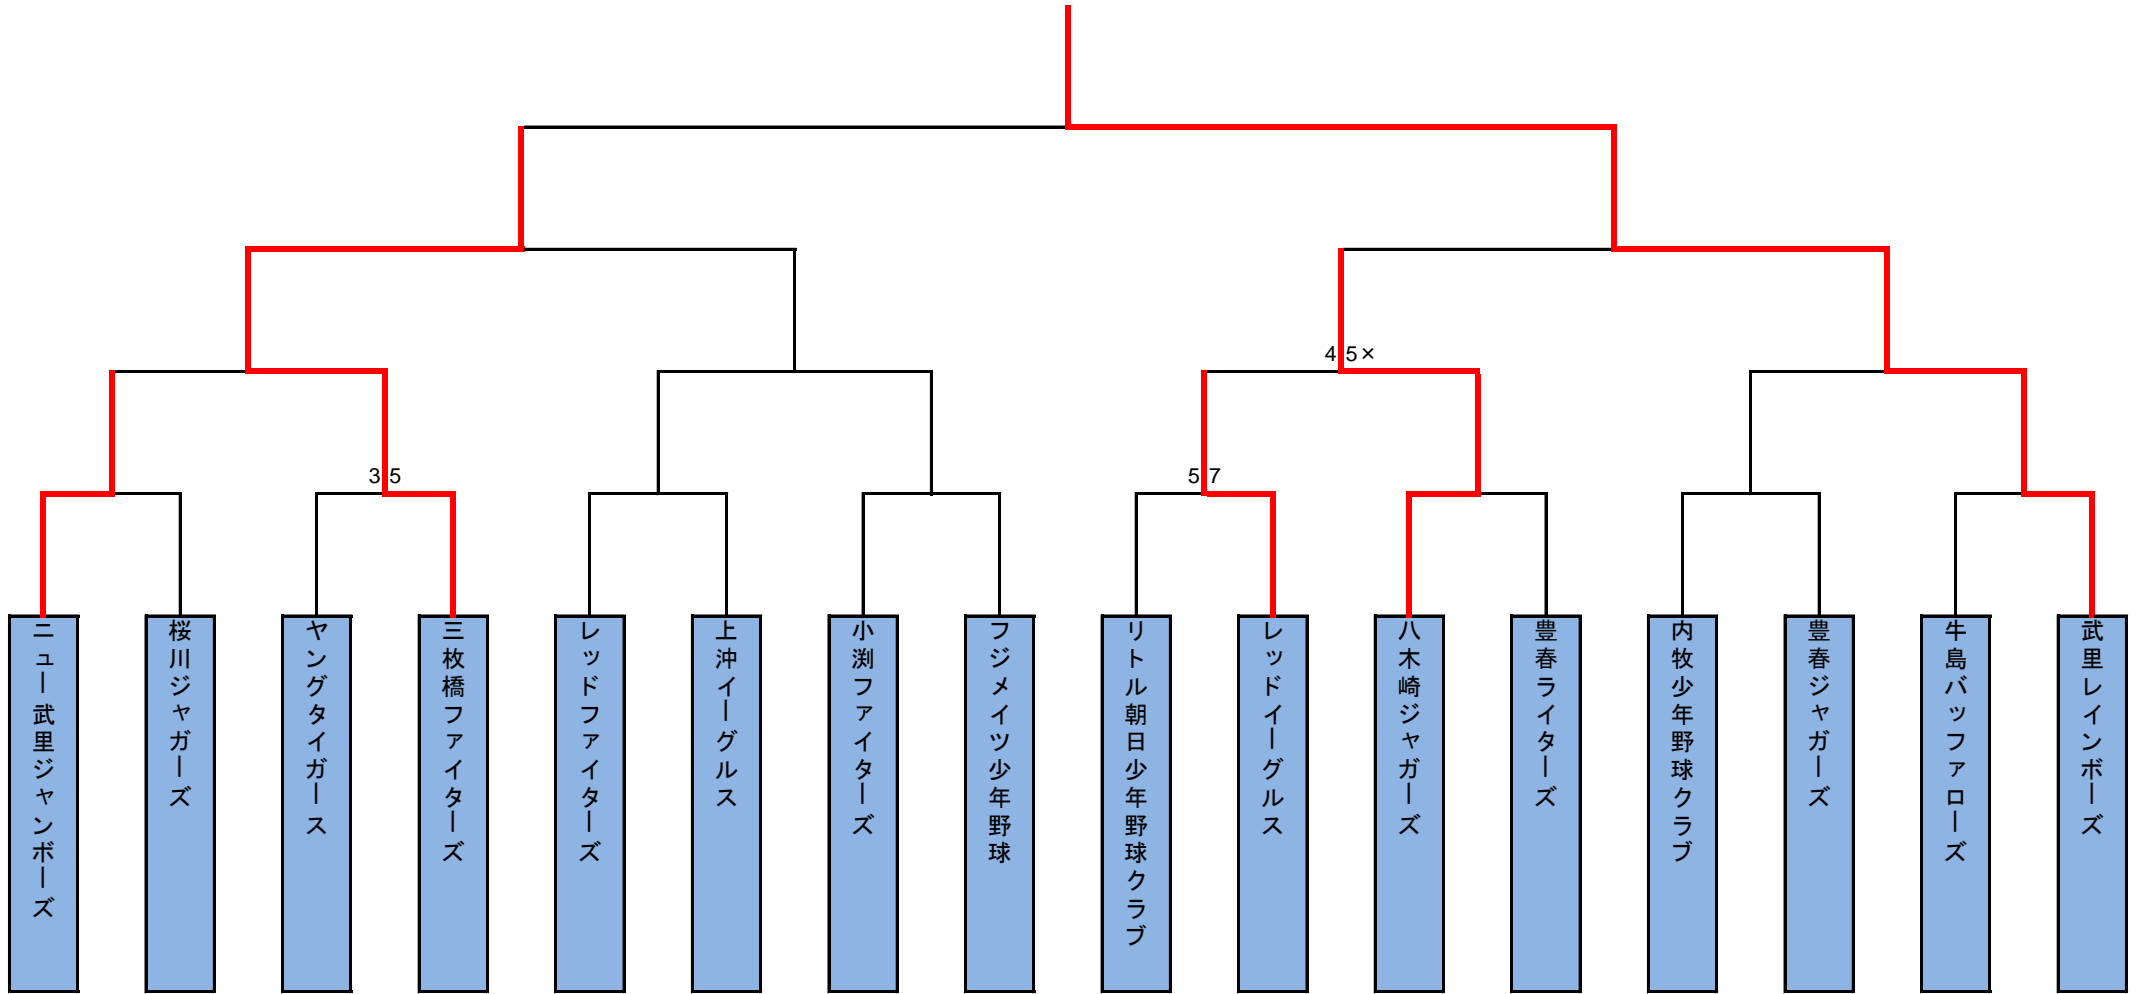 4 5×
3 5
5 7
ニュー武里ジャンボーズ
桜川ジャガーズ
ヤングタイガース
三枚橋ファイターズ
レッドファイターズ
上沖イーグルス
小渕ファイターズ
フジメイツ少年野球
リトル朝日少年野球クラブ
レッドイーグルス
八木崎ジャガーズ
豊春ライターズ
内牧少年野球クラブ
豊春ジャガーズ
牛島バッファローズ
武里レインボーズ